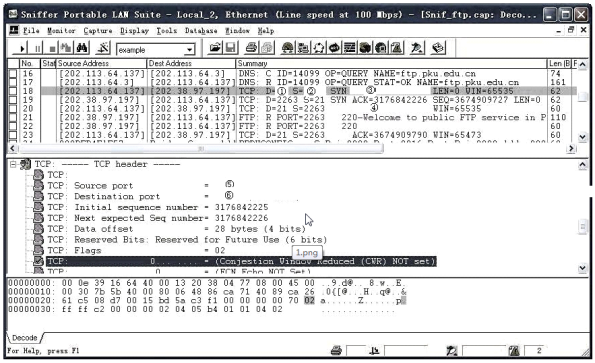 Sniffer Portable LAN Suite - Local_2, Ethernet (Line speed at 100 Mbps) - [Snif_ftp.cap: Deco...
File Monitor Capture Display Tools Database Window Help
example
No. Stat Source Address Dest Address Summary Len (B)
16 [202.113.64.137] [202.113.64.3] DNS: C ID=14099 OP=QUERY NAME=ftp.pku.edu.cn 74
17 [202.113.64.3] [202.113.64.137] DNS: R ID=14099 OP=QUERY STAT=OK NAME=ftp.pku.edu.cn 161
18 [202.113.64.137] [202.38.97.197] TCP: D=① S=② SYN ③ LEN=0 WIN=65535
19 [202.38.97.197] [202.113.64.137] TCP: D=2263 S=21 SYN ACK=3176842226 SEQ=3674909727 LEN=0 62
20 [202.113.64.137] [202.38.97.197] TCP: D=21 S=2263 ④ WIN=65535 60
21 [202.38.97.197] [202.113.64.137] FTP: R PORT=2263 220-Welcome to public FTP service in P 110
22 [202.38.97.197] [202.113.64.137] FTP: R PORT=2263 220 60
23 [202.113.64.137] [202.38.97.197] TCP: D=21 S=2263 ACK=3674909790 WIN=65473 60
TCP: ----- TCP header -----
TCP:
TCP: Source port = ⑤
TCP: Destination port = ⑥
TCP: Initial sequence number = 3176842225
TCP: Next expected Seq number= 3176842226
TCP: Data offset = 28 bytes (4 bits)
TCP: Reserved Bits: Reserved for Future Use (6 bits)
TCP: Flags = 02
1.png
TCP: 0... .... = (Conjestion Window Reduced (CWR) NOT set)
TCP: .0.. .... = (ECN Echo NOT Set)
00000000: 00 0e 39 16 64 40 00 13 20 38 04 77 08 00 45 00 ..9.d@.. 8.w..E.
00000010: 00 30 7b 5b 40 00 80 06 48 86 ca 71 40 89 ca 26 .0{[@...H..q@..&
00000020: 61 c5 08 d7 00 15 bd 5a c3 f1 00 00 00 00 70 02 a......Z......p.
00000030: ff ff c2 00 00 00 02 04 05 b4 01 01 04 02 ..............
Decode
For Help, press F1
2